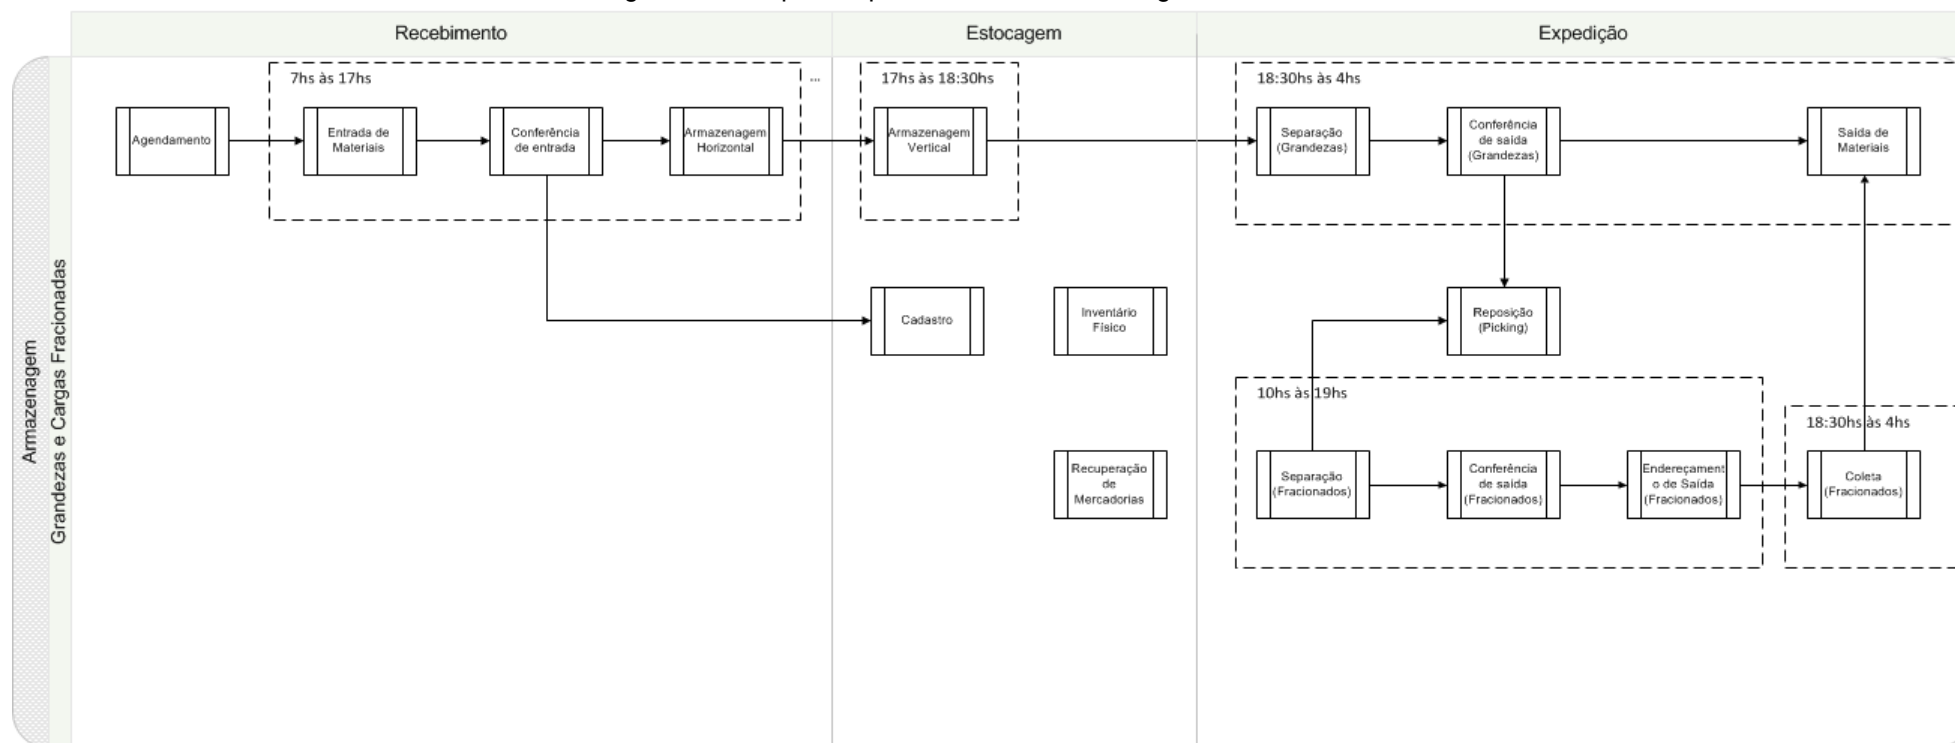 Recebimento
Estocagem
Expedição
Armazenagem
Grandezas e Cargas Fracionadas
7hs às 17hs
...
17hs às 18:30hs
18:30hs às 4hs
Agendamento
Entrada de
Materiais
Conferência
de entrada
Armazenagem
Horizontal
Armazenagem
Vertical
Separação
(Grandezas)
Conferência
de saída
(Grandezas)
Saída de
Materiais
Cadastro
Inventário
Físico
Reposição
(Picking)
10hs às 19hs
18:30hs às 4hs
Recuperação
de
Mercadorias
Separação
(Fracionados)
Conferência
de saída
(Fracionados)
Endereçament
o de Saída
(Fracionados)
Coleta
(Fracionados)